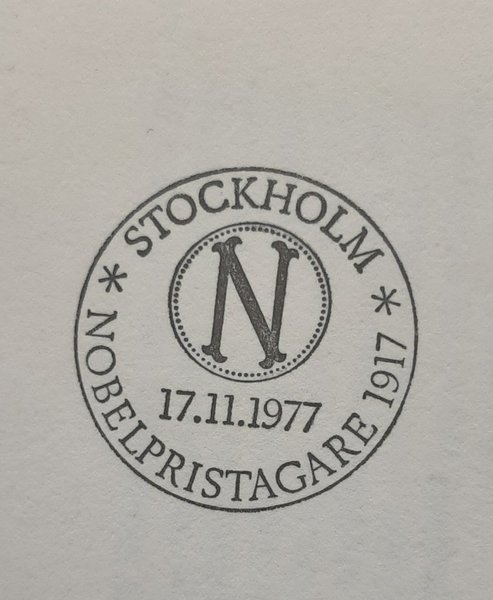 * STOCKHOLM *
N
17.11.1977
NOBELPRISTAGARE 1917